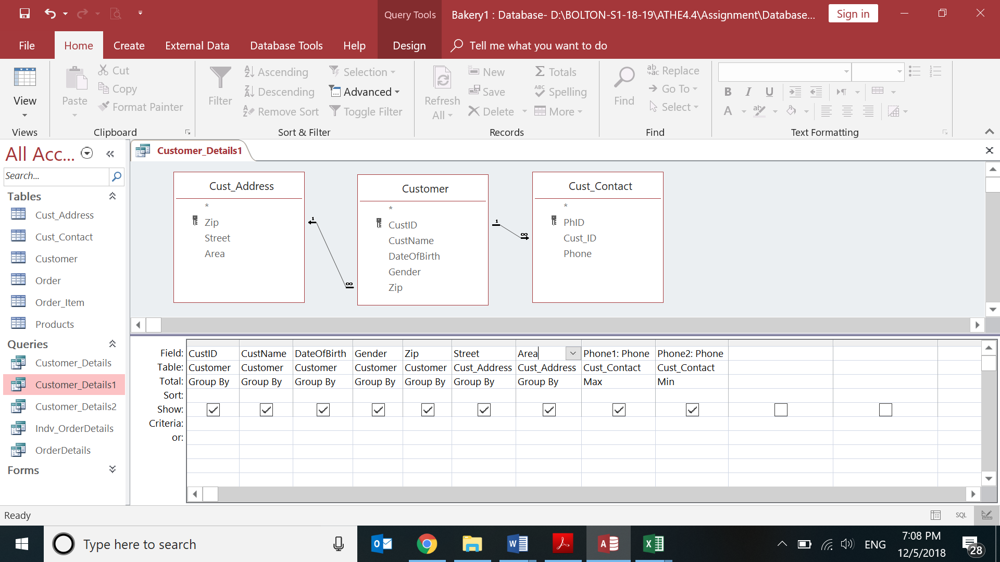 Query Tools
Bakery1 : Database- D:\BOLTON-S1-18-19\ATHE4.4\Assignment\Database...
Sign in
File
Home
Create
External Data
Database Tools
Help
Design
Tell me what you want to do
View
Views
Paste
Cut
Copy
Format Painter
Clipboard
Filter
Ascending
Descending
Remove Sort
Selection
Advanced
Toggle Filter
Sort & Filter
Refresh
All
New
Save
Delete
Totals
Spelling
More
Records
Find
Replace
Go To
Select
Find
B I U
A
Text Formatting
All Acc...
Search...
Tables
Cust_Address
Cust_Contact
Customer
Order
Order_Item
Products
Queries
Customer_Details
Customer_Details1
Customer_Details2
Indv_OrderDetails
OrderDetails
Forms
Customer_Details1
Cust_Address
*
Zip
Street
Area
1
∞
Customer
*
CustID
CustName
DateOfBirth
Gender
Zip
1
∞
Cust_Contact
*
PhID
Cust_ID
Phone
Field: CustID CustName DateOfBirth Gender Zip Street Area Phone1: Phone Phone2: Phone
Table: Customer Customer Customer Customer Customer Cust_Address Cust_Address Cust_Contact Cust_Contact
Total: Group By Group By Group By Group By Group By Group By Group By Max Min
Sort:
Show:
Criteria:
or:
Ready
SQL
Type here to search
ENG
7:08 PM
12/5/2018
28